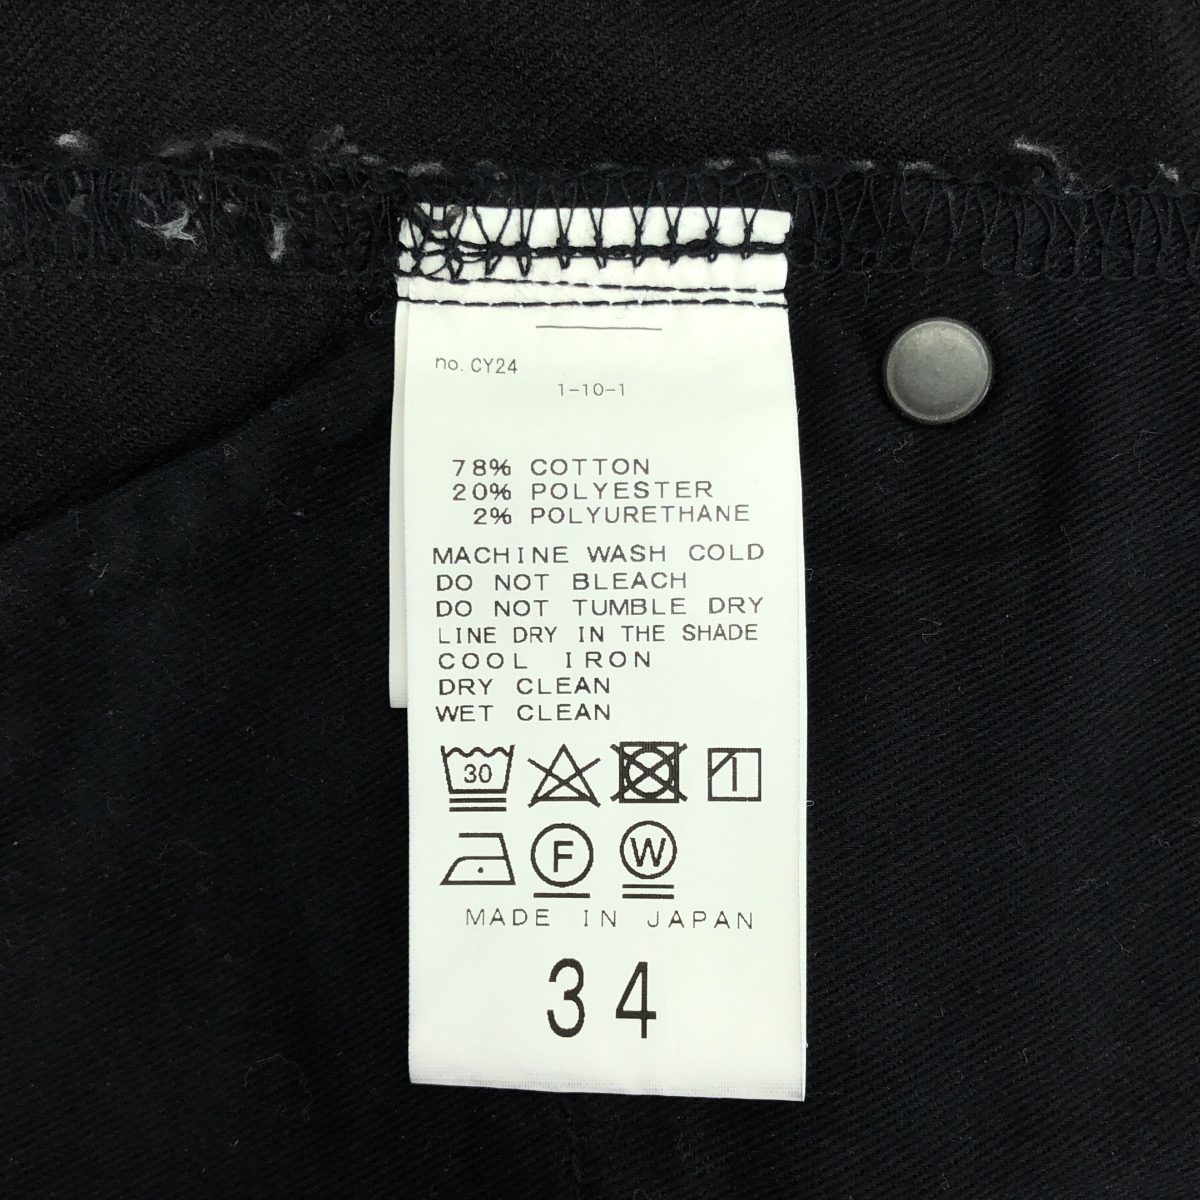 no. CY24
1-10-1
78% COTTON
20% POLYESTER
2% POLYURETHANE
MACHINE WASH COLD
DO NOT BLEACH
DO NOT TUMBLE DRY
LINE DRY IN THE SHADE
COOL IRON
DRY CLEAN
WET CLEAN
30
F W
MADE IN JAPAN
34